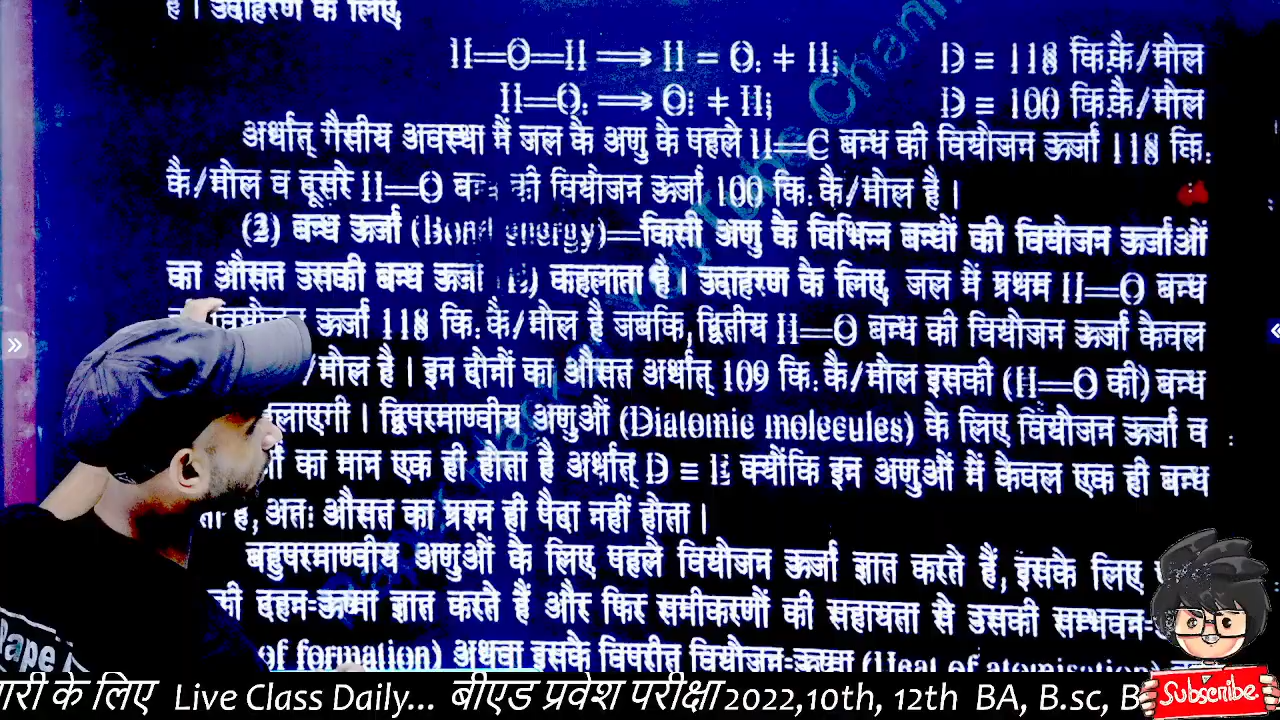 है । उदाहरण के लिए,
H—O—H ⟶ H – O. + H; D = 118 कि.कै/मोल
H—O. ⟶ O: + H; D = 100 कि.कै/मोल
अर्थात् गैसीय अवस्था में जल के अणु के पहले H—O बन्ध की वियोजन ऊर्जा 118 कि.
कै/मोल व दूसरे H—O की वियोजन ऊर्जा 100 कि. कै/मोल है ।
(2) बन्ध ऊर्जा (Bond energy)—किसी अणु के विभिन्न बन्धों की वियोजन ऊर्जाओं
का औसत उसकी बन्ध ऊर्जा (E) कहलाता है । उदाहरण के लिए, जल में प्रथम H—O बन्ध
ऊर्जा 118 कि.कै/मोल है जबकि, द्वितीय H—O बन्ध की वियोजन ऊर्जा केवल
/मोल है । इन दोनों का औसत अर्थात् 109 कि.कै/मोल इसकी (H—O की) बन्ध
लाएगी । द्विपरमाण्वीय अणुओं (Diatomic molecules) के लिए वियोजन ऊर्जा व
का मान एक ही होता है अर्थात् D = E क्योंकि इन अणुओं में केवल एक ही बन्ध
है, अतः औसत का प्रश्न ही पैदा नहीं होता ।
बहुपरमाण्वीय अणुओं के लिए पहले वियोजन ऊर्जा ज्ञात करते हैं, इसके लिए
की दहन-ऊष्मा ज्ञात करते हैं और फिर समीकरणों की सहायता से उसकी सम्भवन-
of formation) अथवा इसके विपरीत वियोजन-ऊष्मा (Heat of atomisation)
Pape
ारी के लिए Live Class Daily... बीएड प्रवेश परीक्षा 2022,10th, 12th BA, B.sc, B
Subscribe